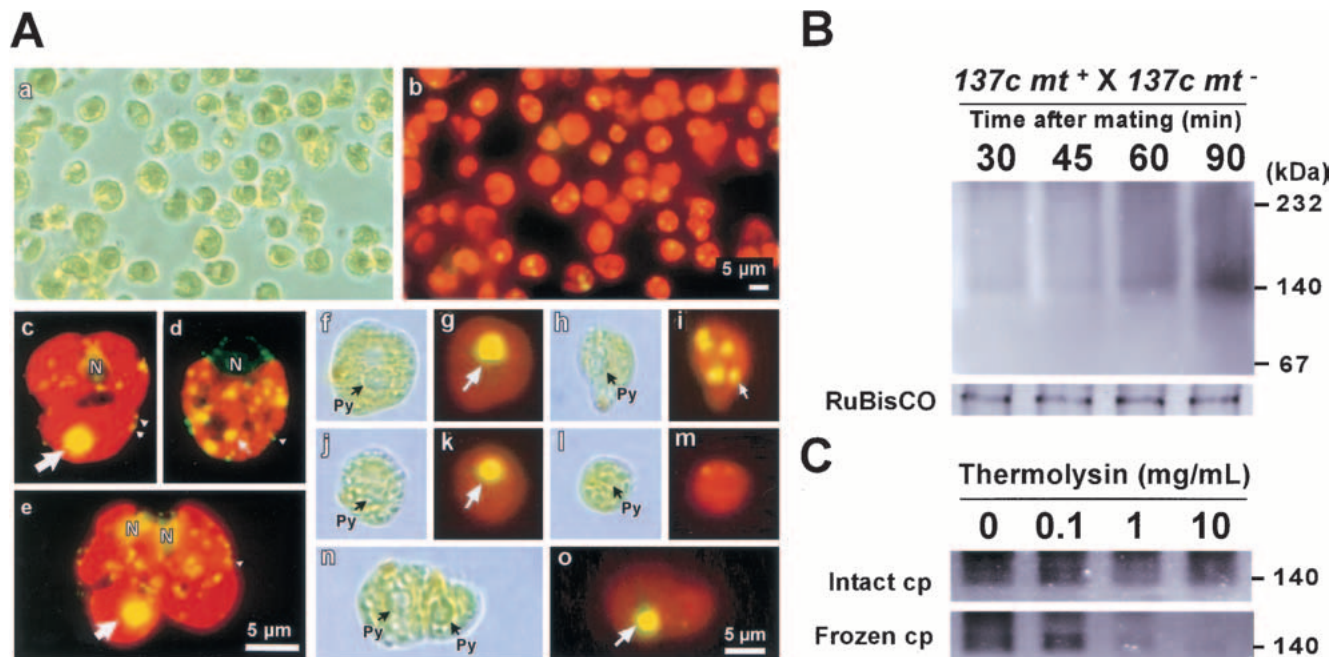 A
a
b
5 µm
c
N
d
N
e
N
N
5 µm
f
Py
g
h
Py
i
j
Py
k
l
Py
m
n
Py
Py
o
5 µm
B
137c mt + X 137c mt -
Time after mating (min)
30 45 60 90
(kDa)
232
140
67
RuBisCO
C
Thermolysin (mg/mL)
0 0.1 1 10
Intact cp
140
Frozen cp
140